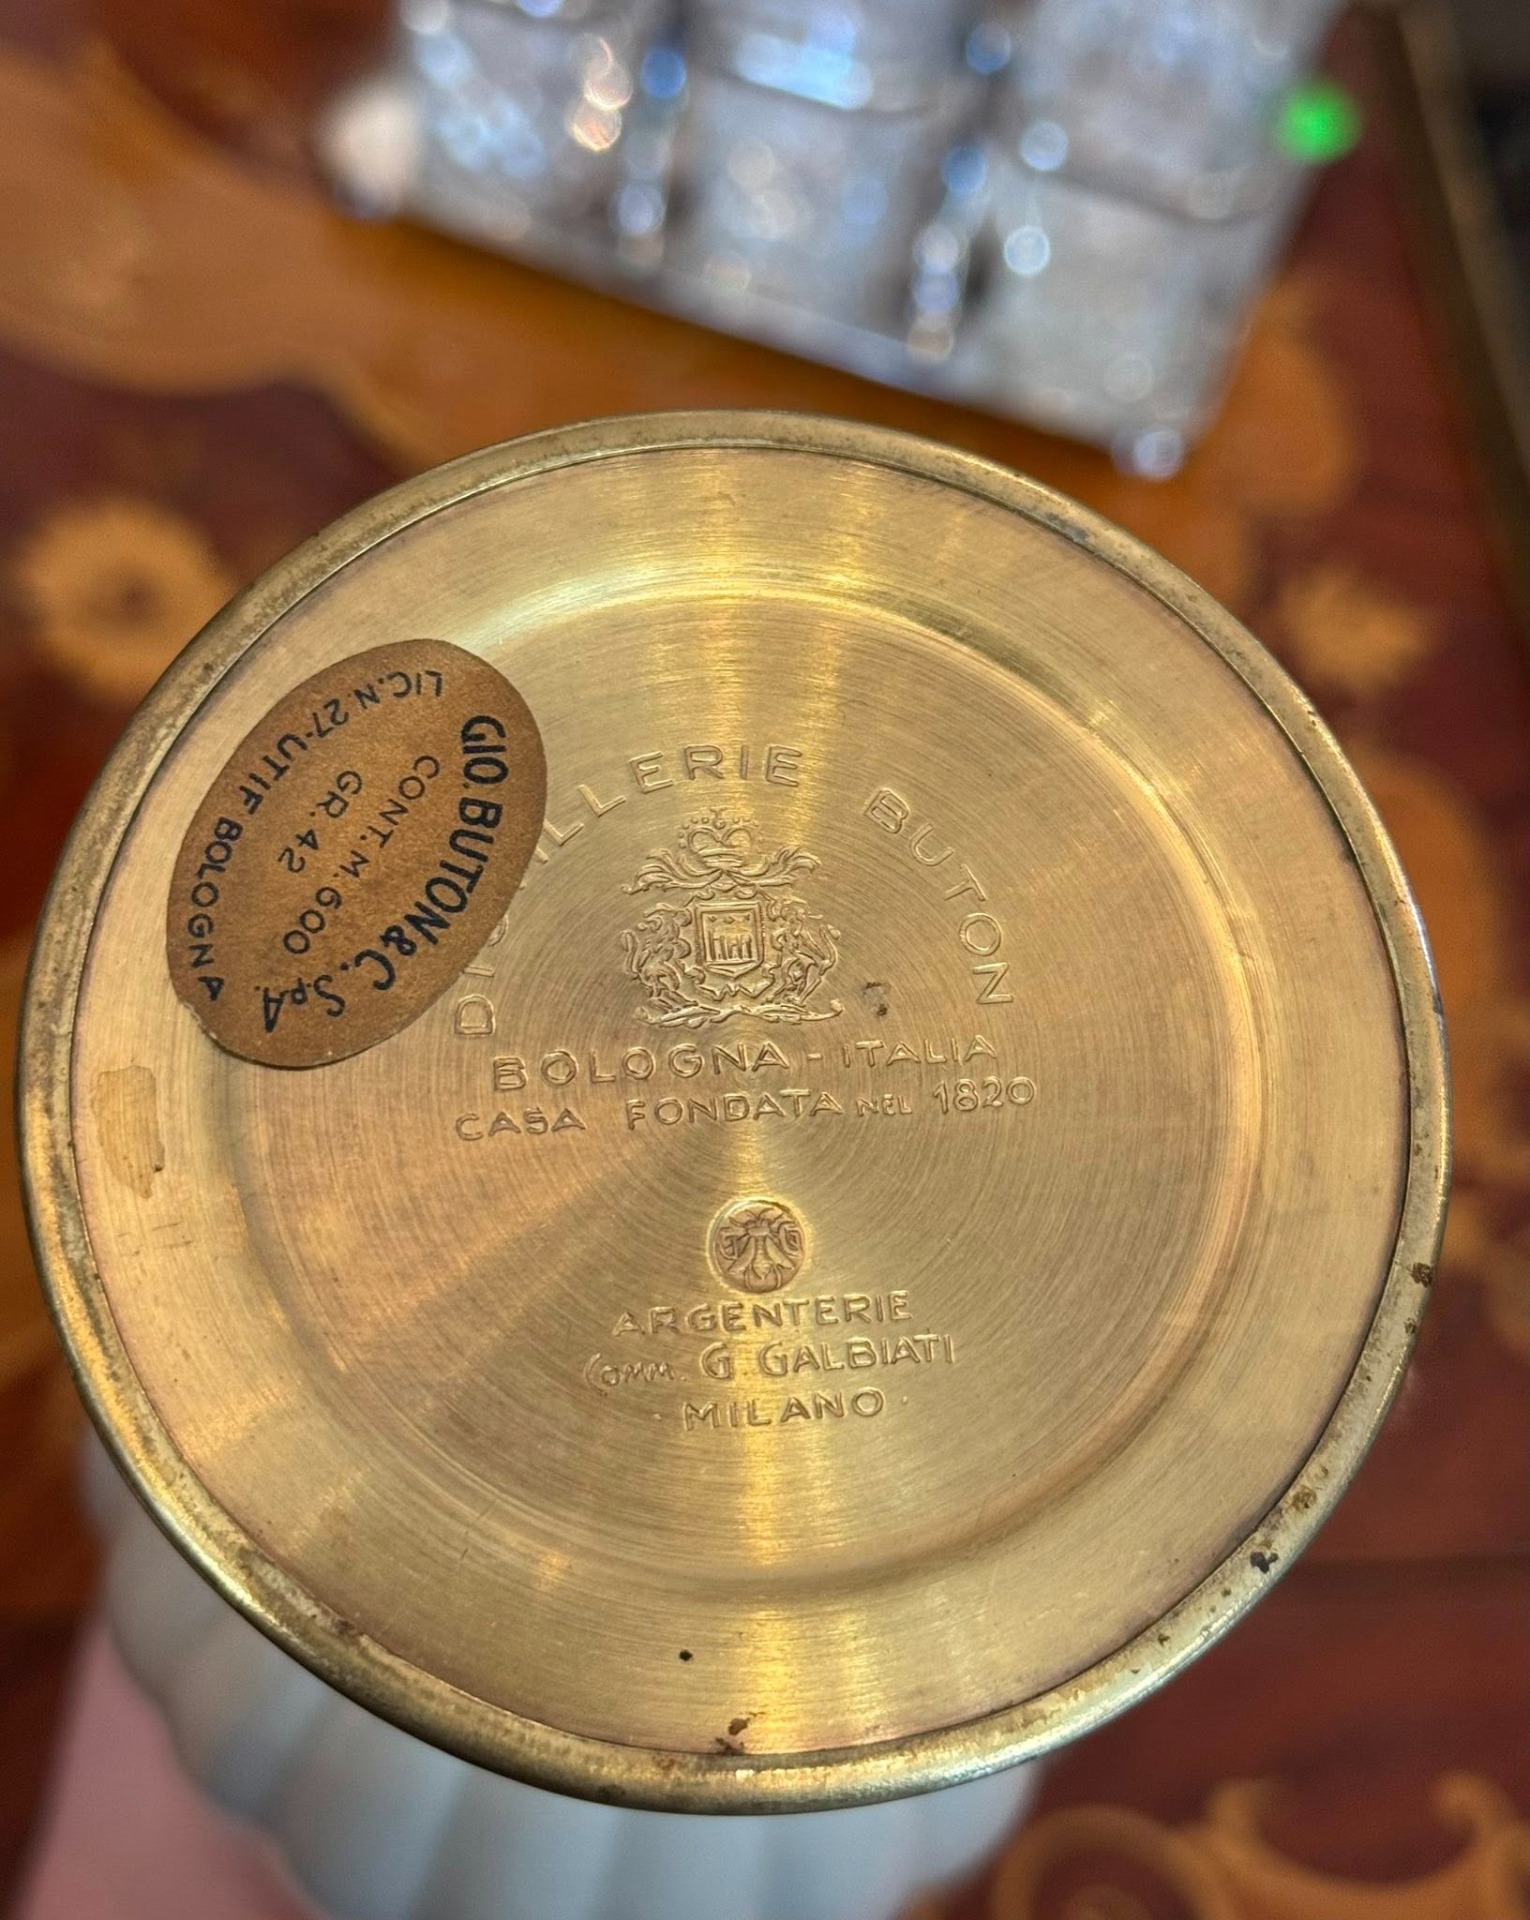 DISTILLERIE BUTON
BOLOGNA - ITALIA
CASA FONDATA NEL 1820
ARGENTERIE
Comm. G. GALBIATI
· MILANO ·
GIO. BUTON & C. S.p.A.
CONT. M. 600
GR. 42
LIC. N. 27-UTIF BOLOGNA